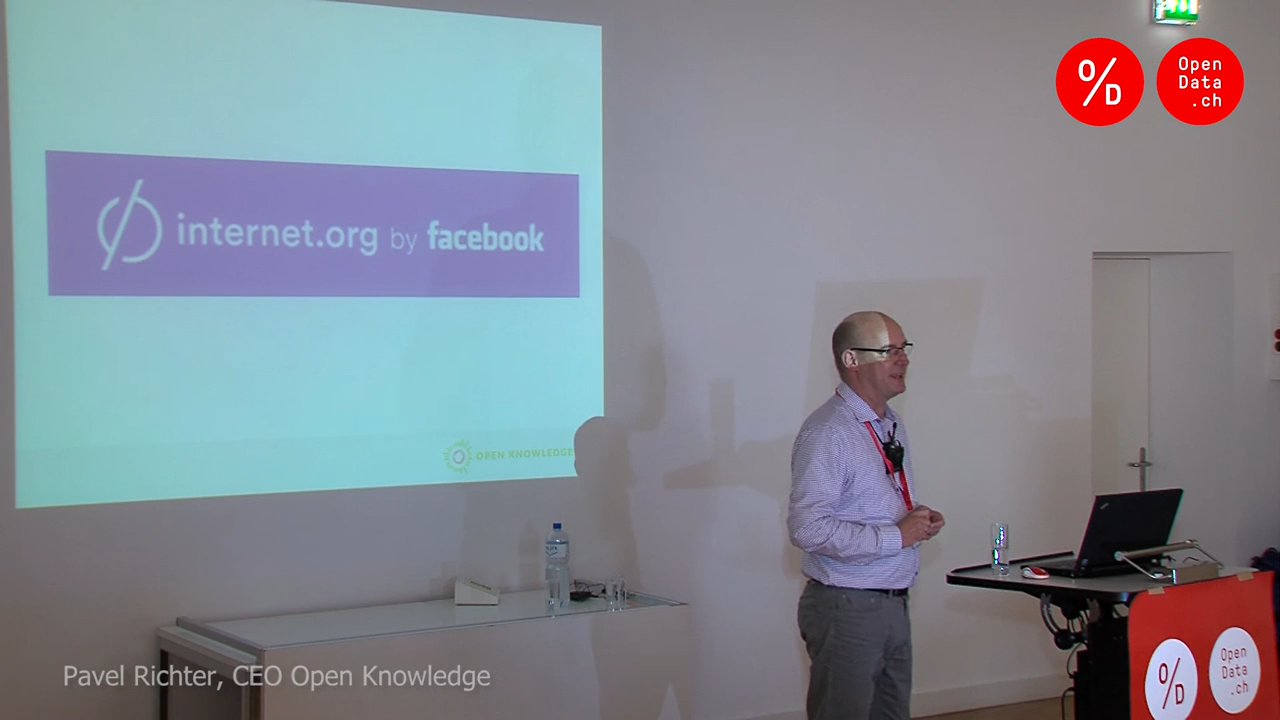 internet.org by facebook
OPEN KNOWLEDGE
%D
Open
Data
.ch
Pavel Richter, CEO Open Knowledge
%D
Open
Data
.ch